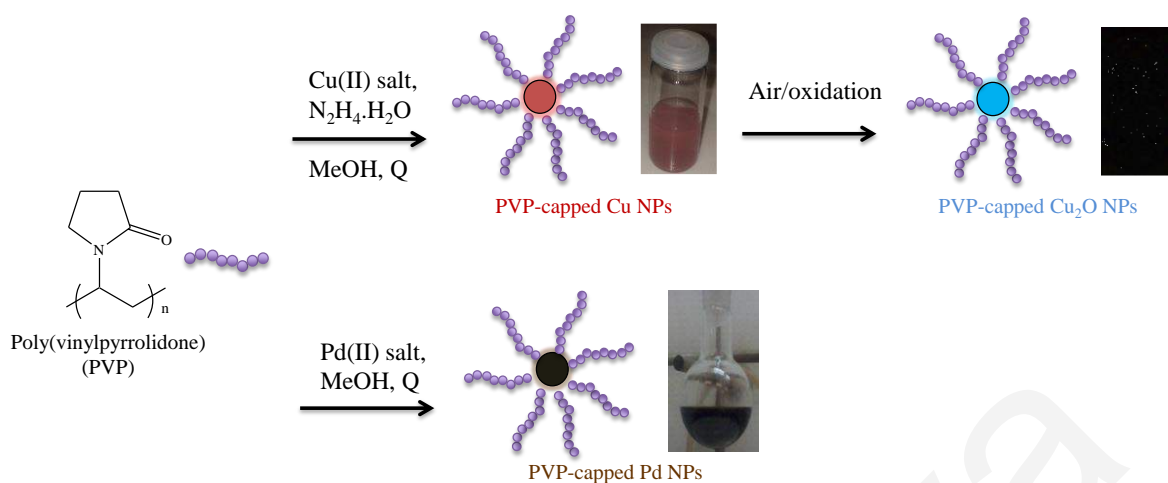 Cu(II) salt,
N₂H₄.H₂O
MeOH, Q
Air/oxidation
PVP-capped Cu NPs
PVP-capped Cu₂O NPs
N
O
n
Poly(vinylpyrrolidone)
(PVP)
Pd(II) salt,
MeOH, Q
PVP-capped Pd NPs